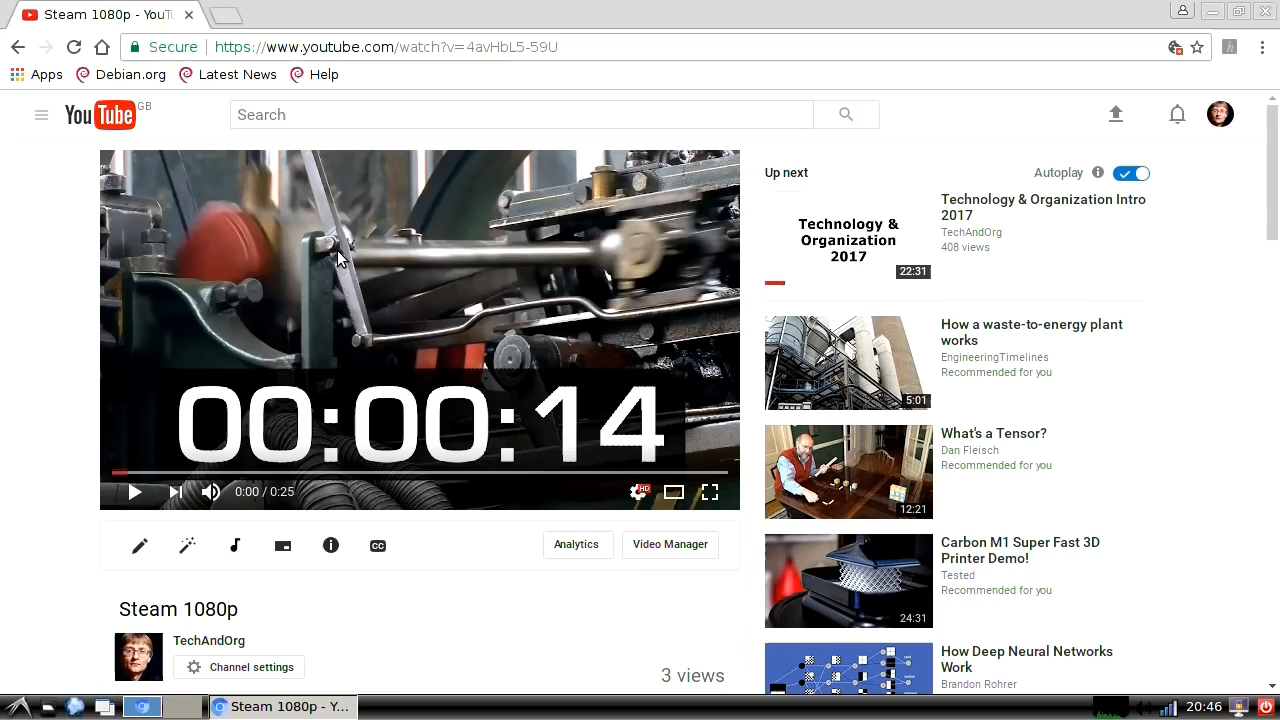 Steam 1080p - YouT
Secure
https://www.youtube.com/watch?v=4avHbL5-59U
Apps
Debian.org
Latest News
Help
YouTube GB
Search
Up next
Autoplay
Technology &
Organization
2017
22:31
Technology & Organization Intro
2017
TechAndOrg
408 views
5:01
How a waste-to-energy plant
works
EngineeringTimelines
Recommended for you
12:21
What's a Tensor?
Dan Fleisch
Recommended for you
24:31
Carbon M1 Super Fast 3D
Printer Demo!
Tested
Recommended for you
How Deep Neural Networks
Work
Brandon Rohrer
00:00:14
0:00 / 0:25
HD
CC
Analytics
Video Manager
Steam 1080p
TechAndOrg
Channel settings
3 views
Steam 1080p - Y...
20:46